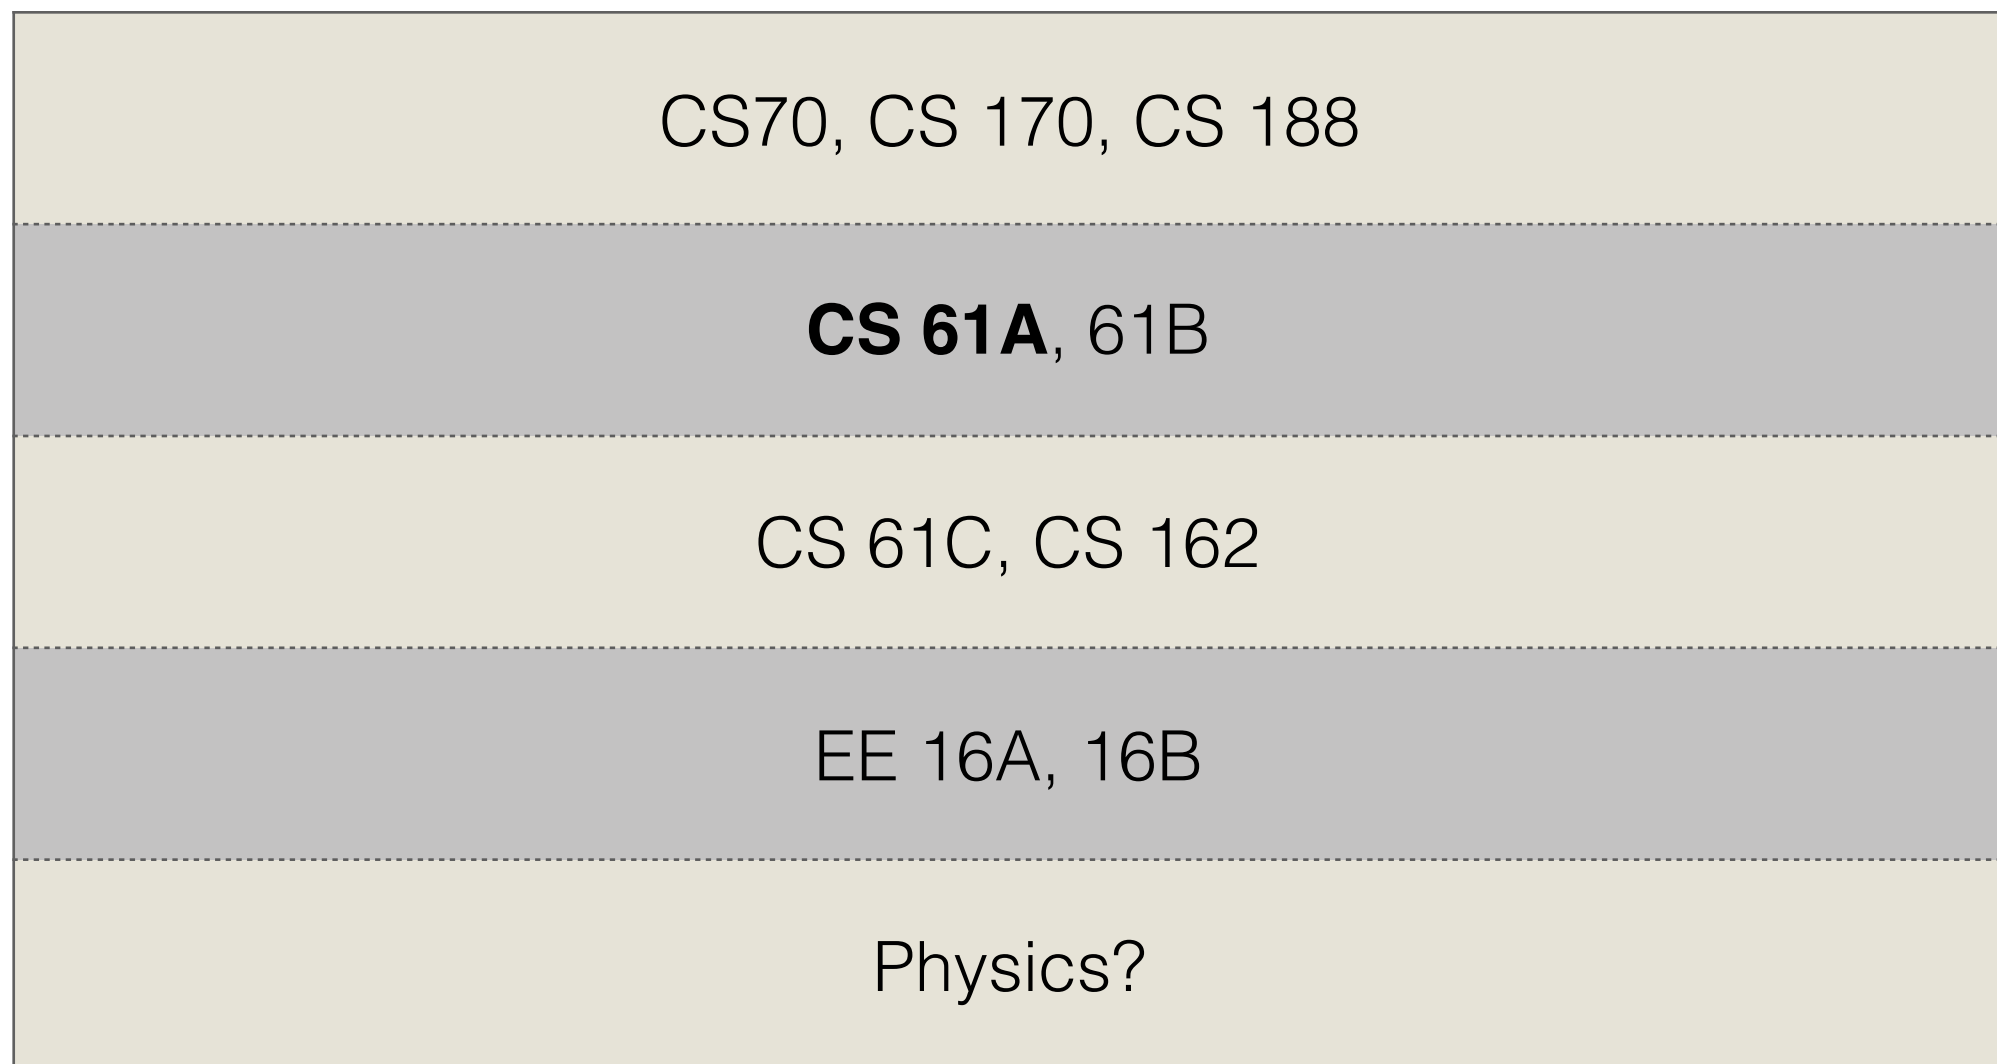 CS70, CS 170, CS 188
CS 61A, 61B
CS 61C, CS 162
EE 16A, 16B
Physics?